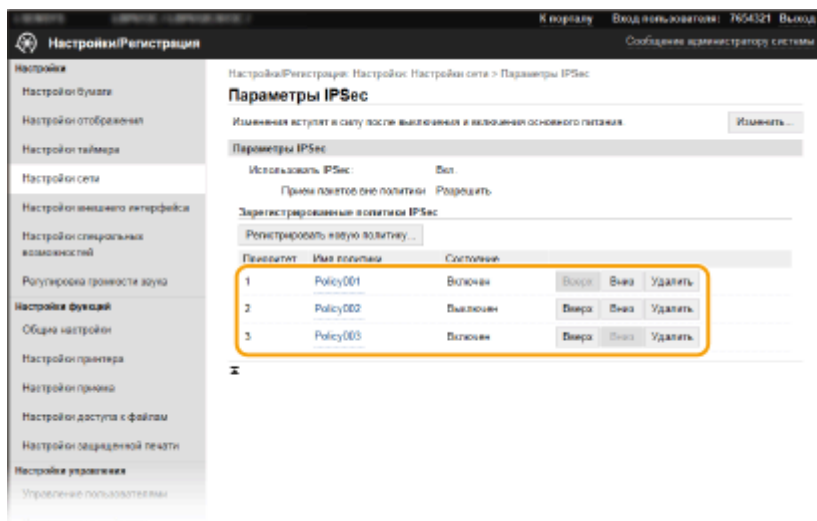 К порталу Вход пользователя: 7654321 Выход
Настройки/Регистрация
Сообщение администратору системы
Настройки
Настройки бумаги
Настройки отображения
Настройки таймера
Настройки сети
Настройки внешнего интерфейса
Настройки специальных
возможностей
Регулировка громкости звука
Настройки функций
Общие настройки
Настройки принтера
Настройки приема
Настройки доступа к файлам
Настройки защищенной печати
Настройки управления
Управление пользователями
Настройки/Регистрация: Настройки: Настройки сети > Параметры IPSec
Параметры IPSec
Изменения вступят в силу после выключения и включения основного питания.
Изменить...
Параметры IPSec
Использовать IPSec: Вкл.
Прием пакетов вне политики Разрешить
Зарегистрированные политики IPSec
Регистрировать новую политику...
Приоритет Имя политики Состояние
1 Policy001 Включен Вверх Вниз Удалить
2 Policy002 Выключен Вверх Вниз Удалить
3 Policy003 Включен Вверх Вниз Удалить